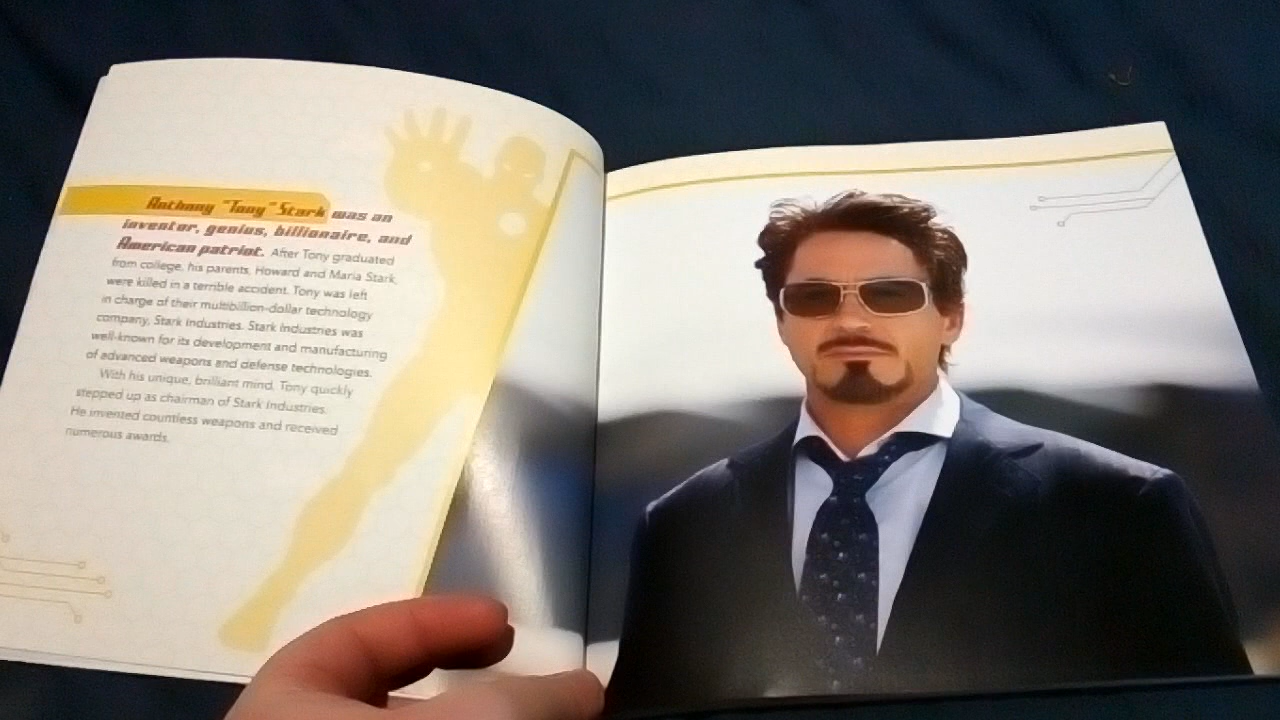 Anthony "Tony" Stark was an
inventor, genius, billionaire, and
American patriot. After Tony graduated
from college, his parents, Howard and Maria Stark,
were killed in a terrible accident. Tony was left
in charge of their multibillion-dollar technology
company, Stark Industries. Stark Industries was
well-known for its development and manufacturing
of advanced weapons and defense technologies.
With his unique, brilliant mind, Tony quickly
stepped up as chairman of Stark Industries.
He invented countless weapons and received
numerous awards.